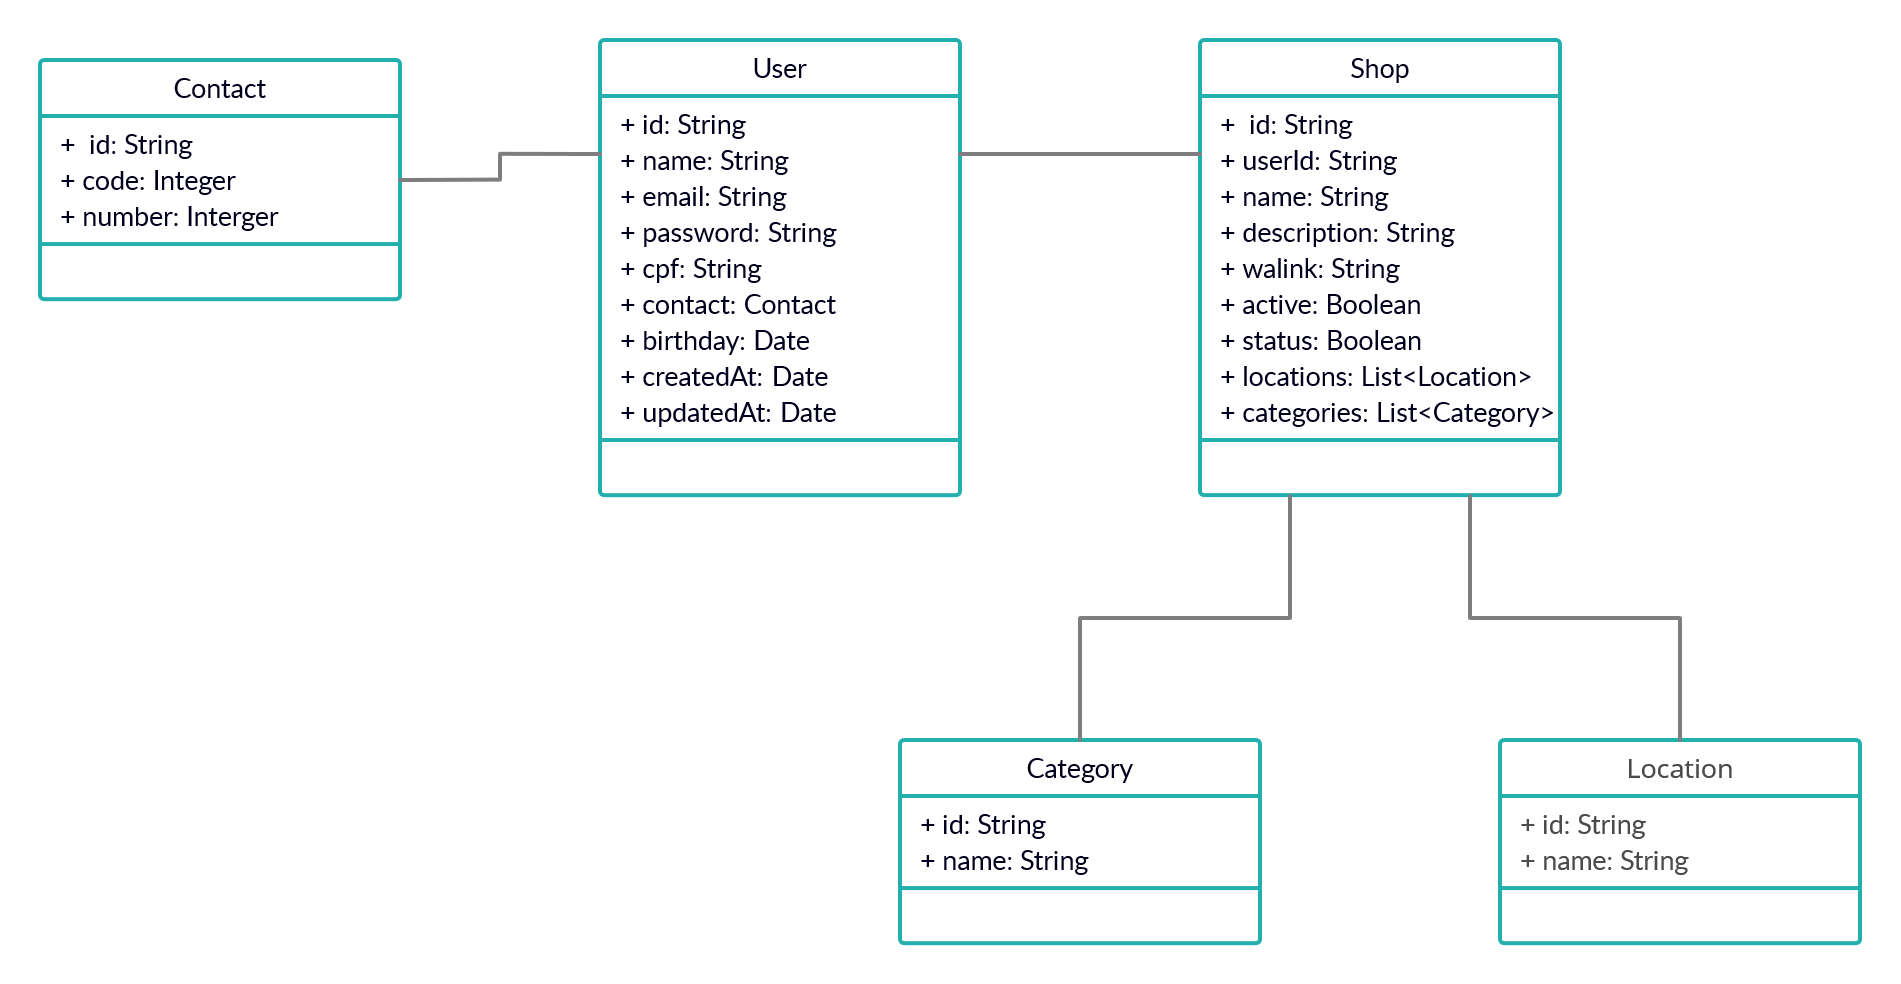 Contact
+ id: String
+ code: Integer
+ number: Interger
User
+ id: String
+ name: String
+ email: String
+ password: String
+ cpf: String
+ contact: Contact
+ birthday: Date
+ createdAt: Date
+ updatedAt: Date
Shop
+ id: String
+ userId: String
+ name: String
+ description: String
+ walink: String
+ active: Boolean
+ status: Boolean
+ locations: List<Location>
+ categories: List<Category>
Category
+ id: String
+ name: String
Location
+ id: String
+ name: String